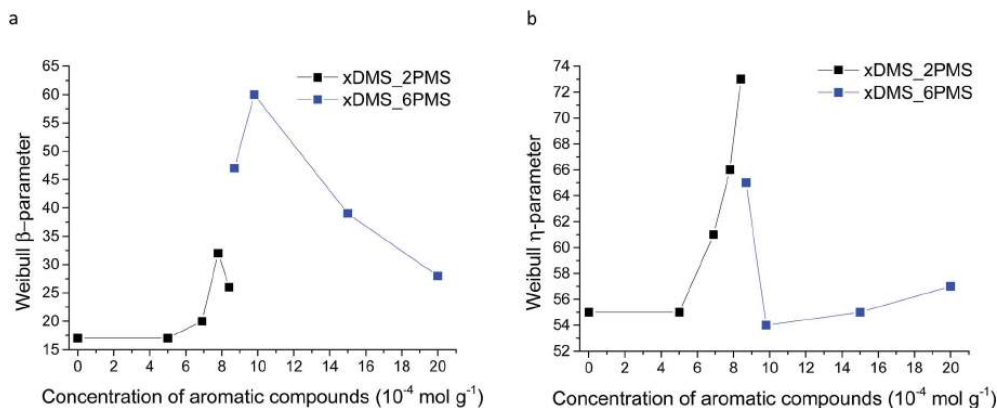 a
65
60
55
50
45
40
35
30
25
20
15
Weibull β–parameter
xDMS_2PMS
xDMS_6PMS
0 2 4 6 8 10 12 14 16 18 20
Concentration of aromatic compounds (10⁻⁴ mol g⁻¹)
b
74
72
70
68
66
64
62
60
58
56
54
52
Weibull η-parameter
xDMS_2PMS
xDMS_6PMS
0 2 4 6 8 10 12 14 16 18 20
Concentration of aromatic compounds (10⁻⁴ mol g⁻¹)